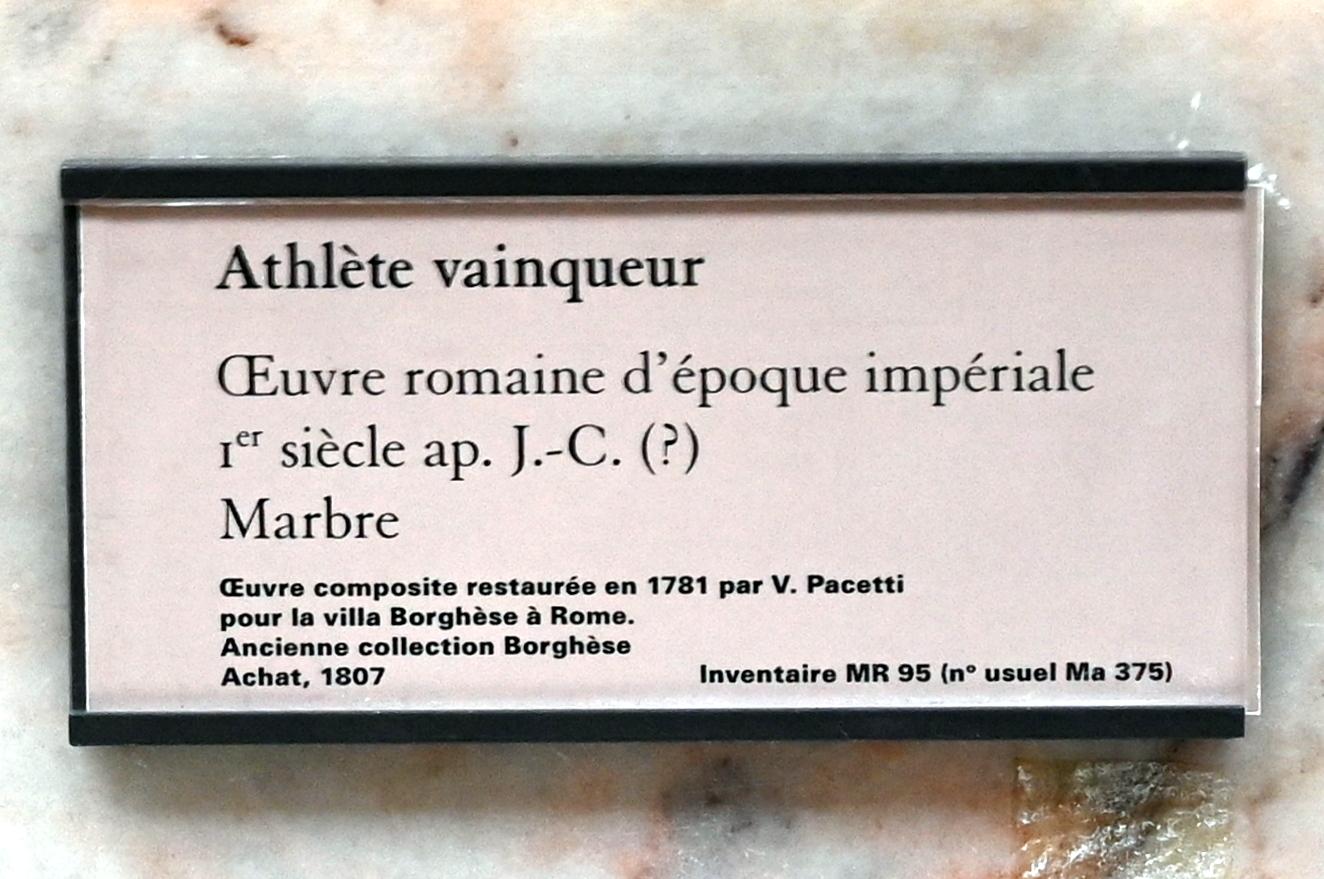 Athlète vainqueur
Œuvre romaine d'époque impériale
Ier siècle ap. J.-C. (?)
Marbre
Œuvre composite restaurée en 1781 par V. Pacetti
pour la villa Borghèse à Rome.
Ancienne collection Borghèse
Achat, 1807 Inventaire MR 95 (n° usuel Ma 375)